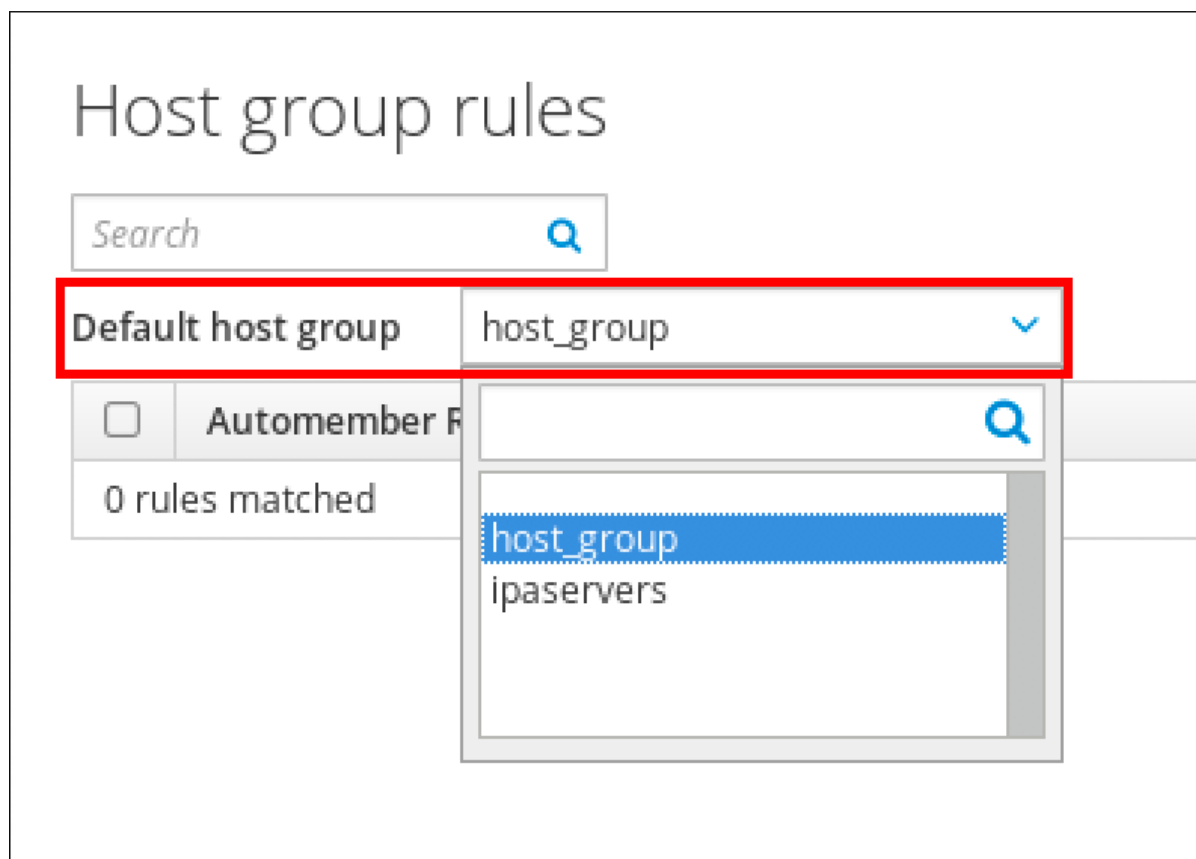 Host group rules
Search
Default host group host_group
Automember
0 rules matched
host_group
ipaservers